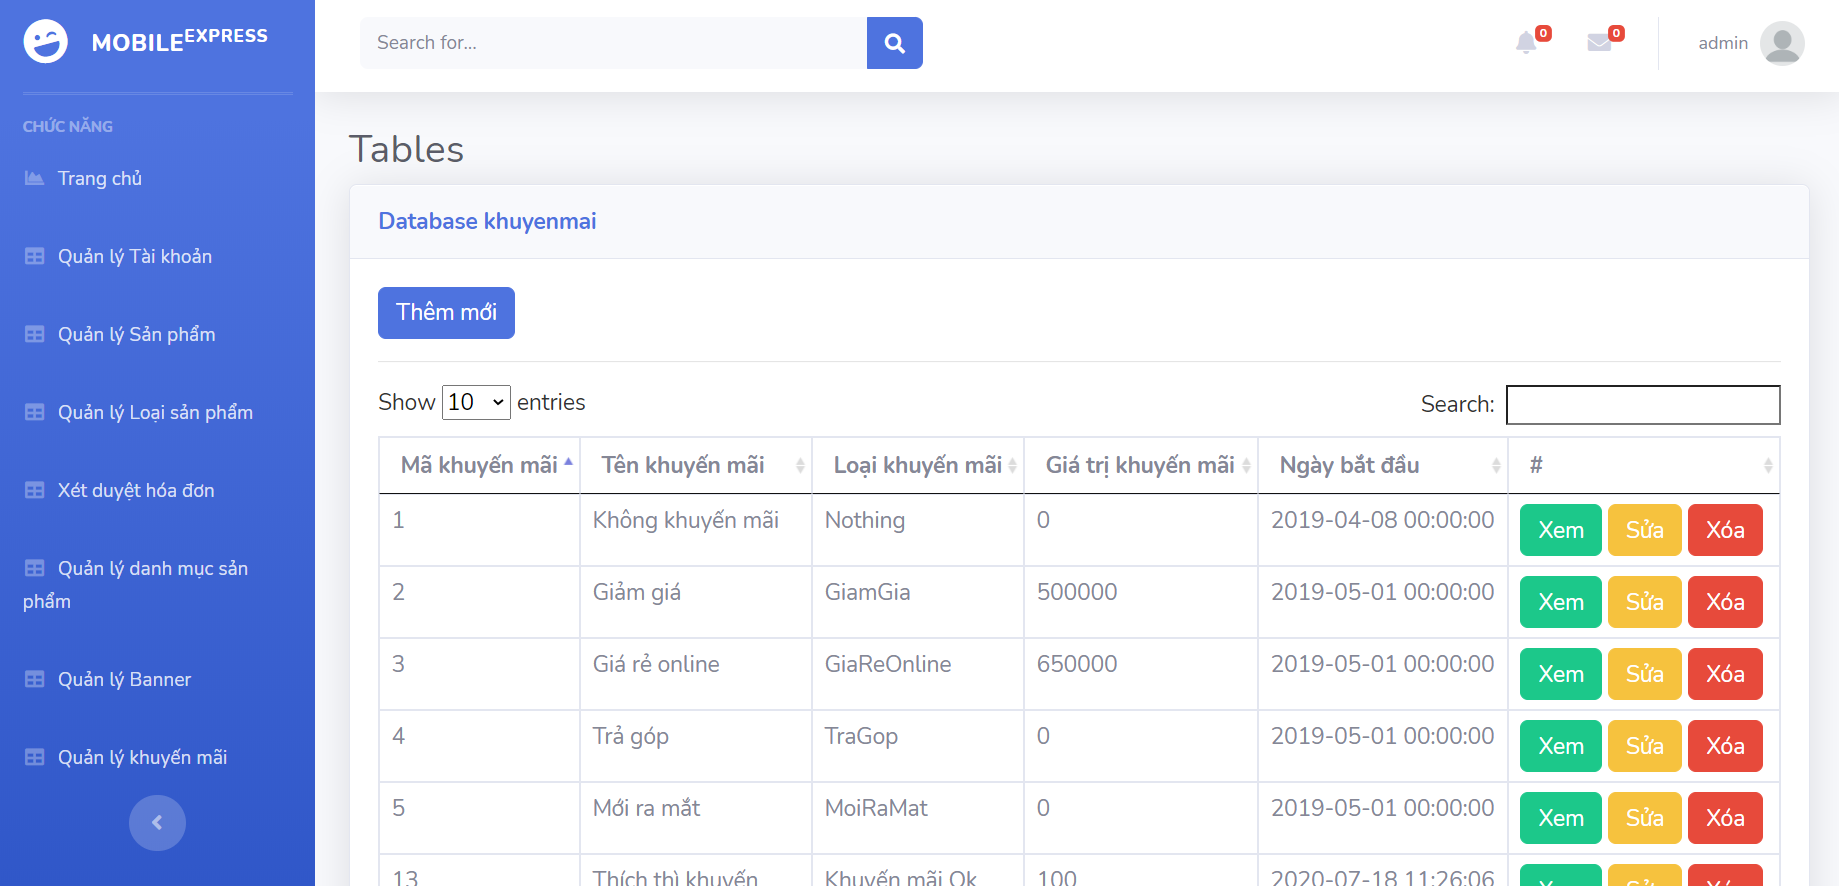 MOBILEEXPRESS
CHỨC NĂNG
Trang chủ
Quản lý Tài khoản
Quản lý Sản phẩm
Quản lý Loại sản phẩm
Xét duyệt hóa đơn
Quản lý danh mục sản
phẩm
Quản lý Banner
Quản lý khuyến mãi
Search for...
0 0 admin
Tables
Database khuyenmai
Thêm mới
Show 10 entries Search:
Mã khuyến mãi Tên khuyến mãi Loại khuyến mãi Giá trị khuyến mãi Ngày bắt đầu #
1 Không khuyến mãi Nothing 0 2019-04-08 00:00:00 Xem Sửa Xóa
2 Giảm giá GiamGia 500000 2019-05-01 00:00:00 Xem Sửa Xóa
3 Giá rẻ online GiaReOnline 650000 2019-05-01 00:00:00 Xem Sửa Xóa
4 Trả góp TraGop 0 2019-05-01 00:00:00 Xem Sửa Xóa
5 Mới ra mắt MoiRaMat 0 2019-05-01 00:00:00 Xem Sửa Xóa
13 Thích thì khuyến Khuyến mãi Ok 100 2020-07-18 11:26:06 Xem Sửa Xóa